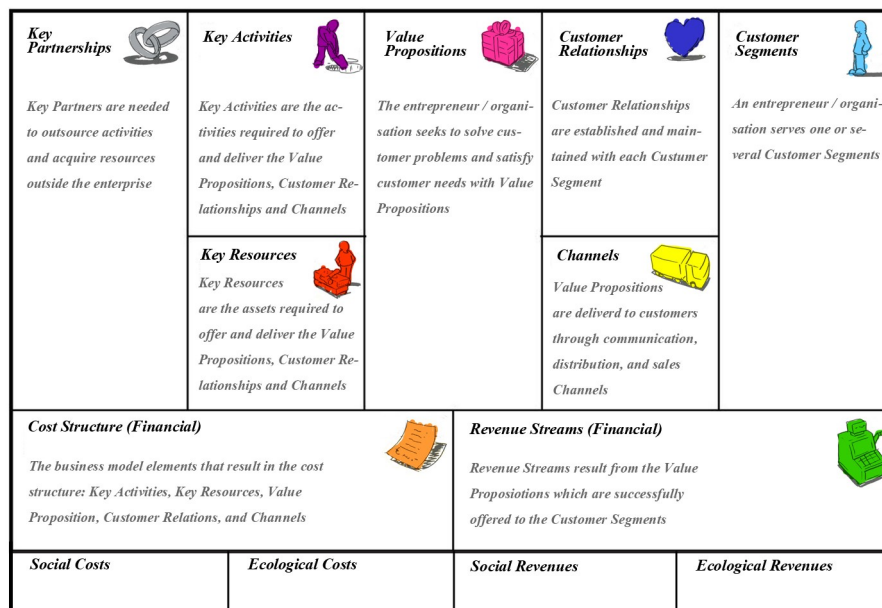 Key
Partnerships
Key Partners are needed
to outsource activities
and acquire resources
outside the enterprise
Key Activities
Key Activities are the ac-
tivities required to offer
and deliver the Value
Propositions, Customer Re-
lationships and Channels
Key Resources
Key Resources
are the assets required to
offer and deliver the Value
Propositions, Customer Re-
lationships and Channels
Value
Propositions
The entrepreneur / organi-
sation seeks to solve cus-
tomer problems and satisfy
customer needs with Value
Propositions
Customer
Relationships
Customer Relationships
are established and main-
tained with each Custumer
Segment
Channels
Value Propositions
are deliverd to customers
through communication,
distribution, and sales
Channels
Customer
Segments
An entrepreneur / organi-
sation serves one or se-
veral Customer Segments
Cost Structure (Financial)
The business model elements that result in the cost
structure: Key Activities, Key Resources, Value
Proposition, Customer Relations, and Channels
Revenue Streams (Financial)
Revenue Streams result from the Value
Proposiotions which are successfully
offered to the Customer Segments
Social Costs
Ecological Costs
Social Revenues
Ecological Revenues